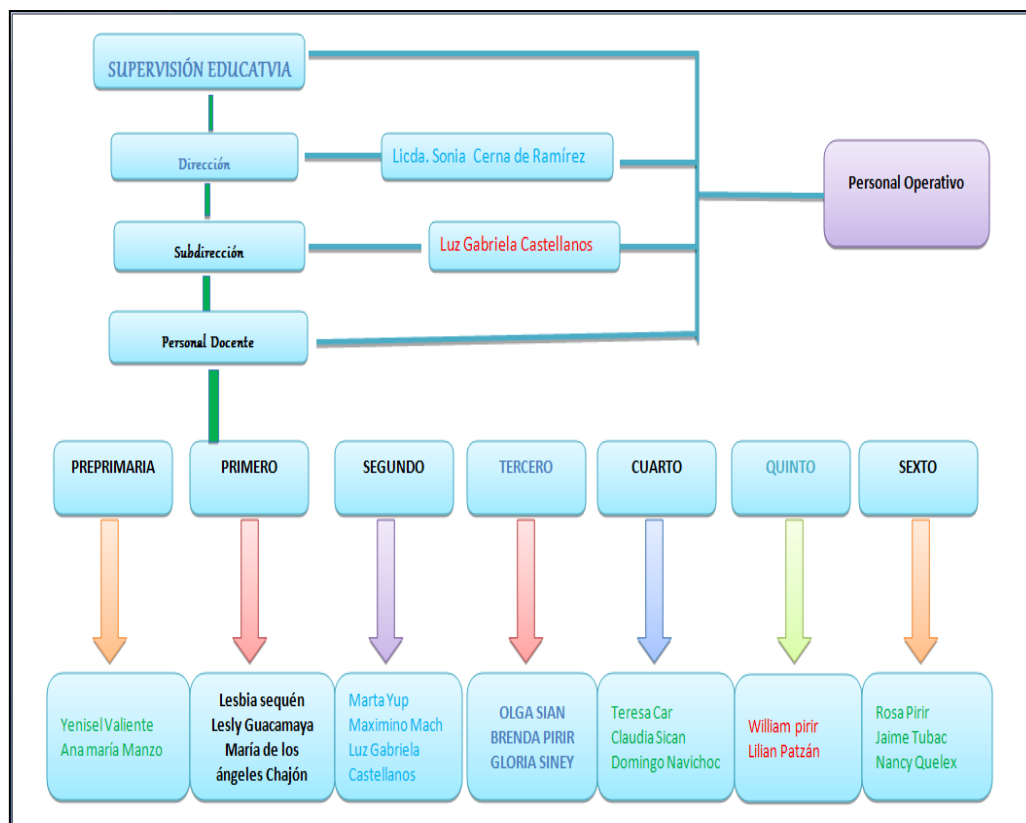 SUPERVISIÓN EDUCATVIA
Dirección
Licda. Sonia Cerna de Ramírez
Personal Operativo
Subdirección
Luz Gabriela Castellanos
Personal Docente
PREPRIMARIA
PRIMERO
SEGUNDO
TERCERO
CUARTO
QUINTO
SEXTO
Yenisel Valiente
Ana maría Manzo
Lesbia sequén
Lesly Guacamaya
María de los
ángeles Chajón
Marta Yup
Maximino Mach
Luz Gabriela
Castellanos
OLGA SIAN
BRENDA PIRIR
GLORIA SINEY
Teresa Car
Claudia Sican
Domingo Navichoc
William pirir
Lilian Patzán
Rosa Pirir
Jaime Tubac
Nancy Quelex